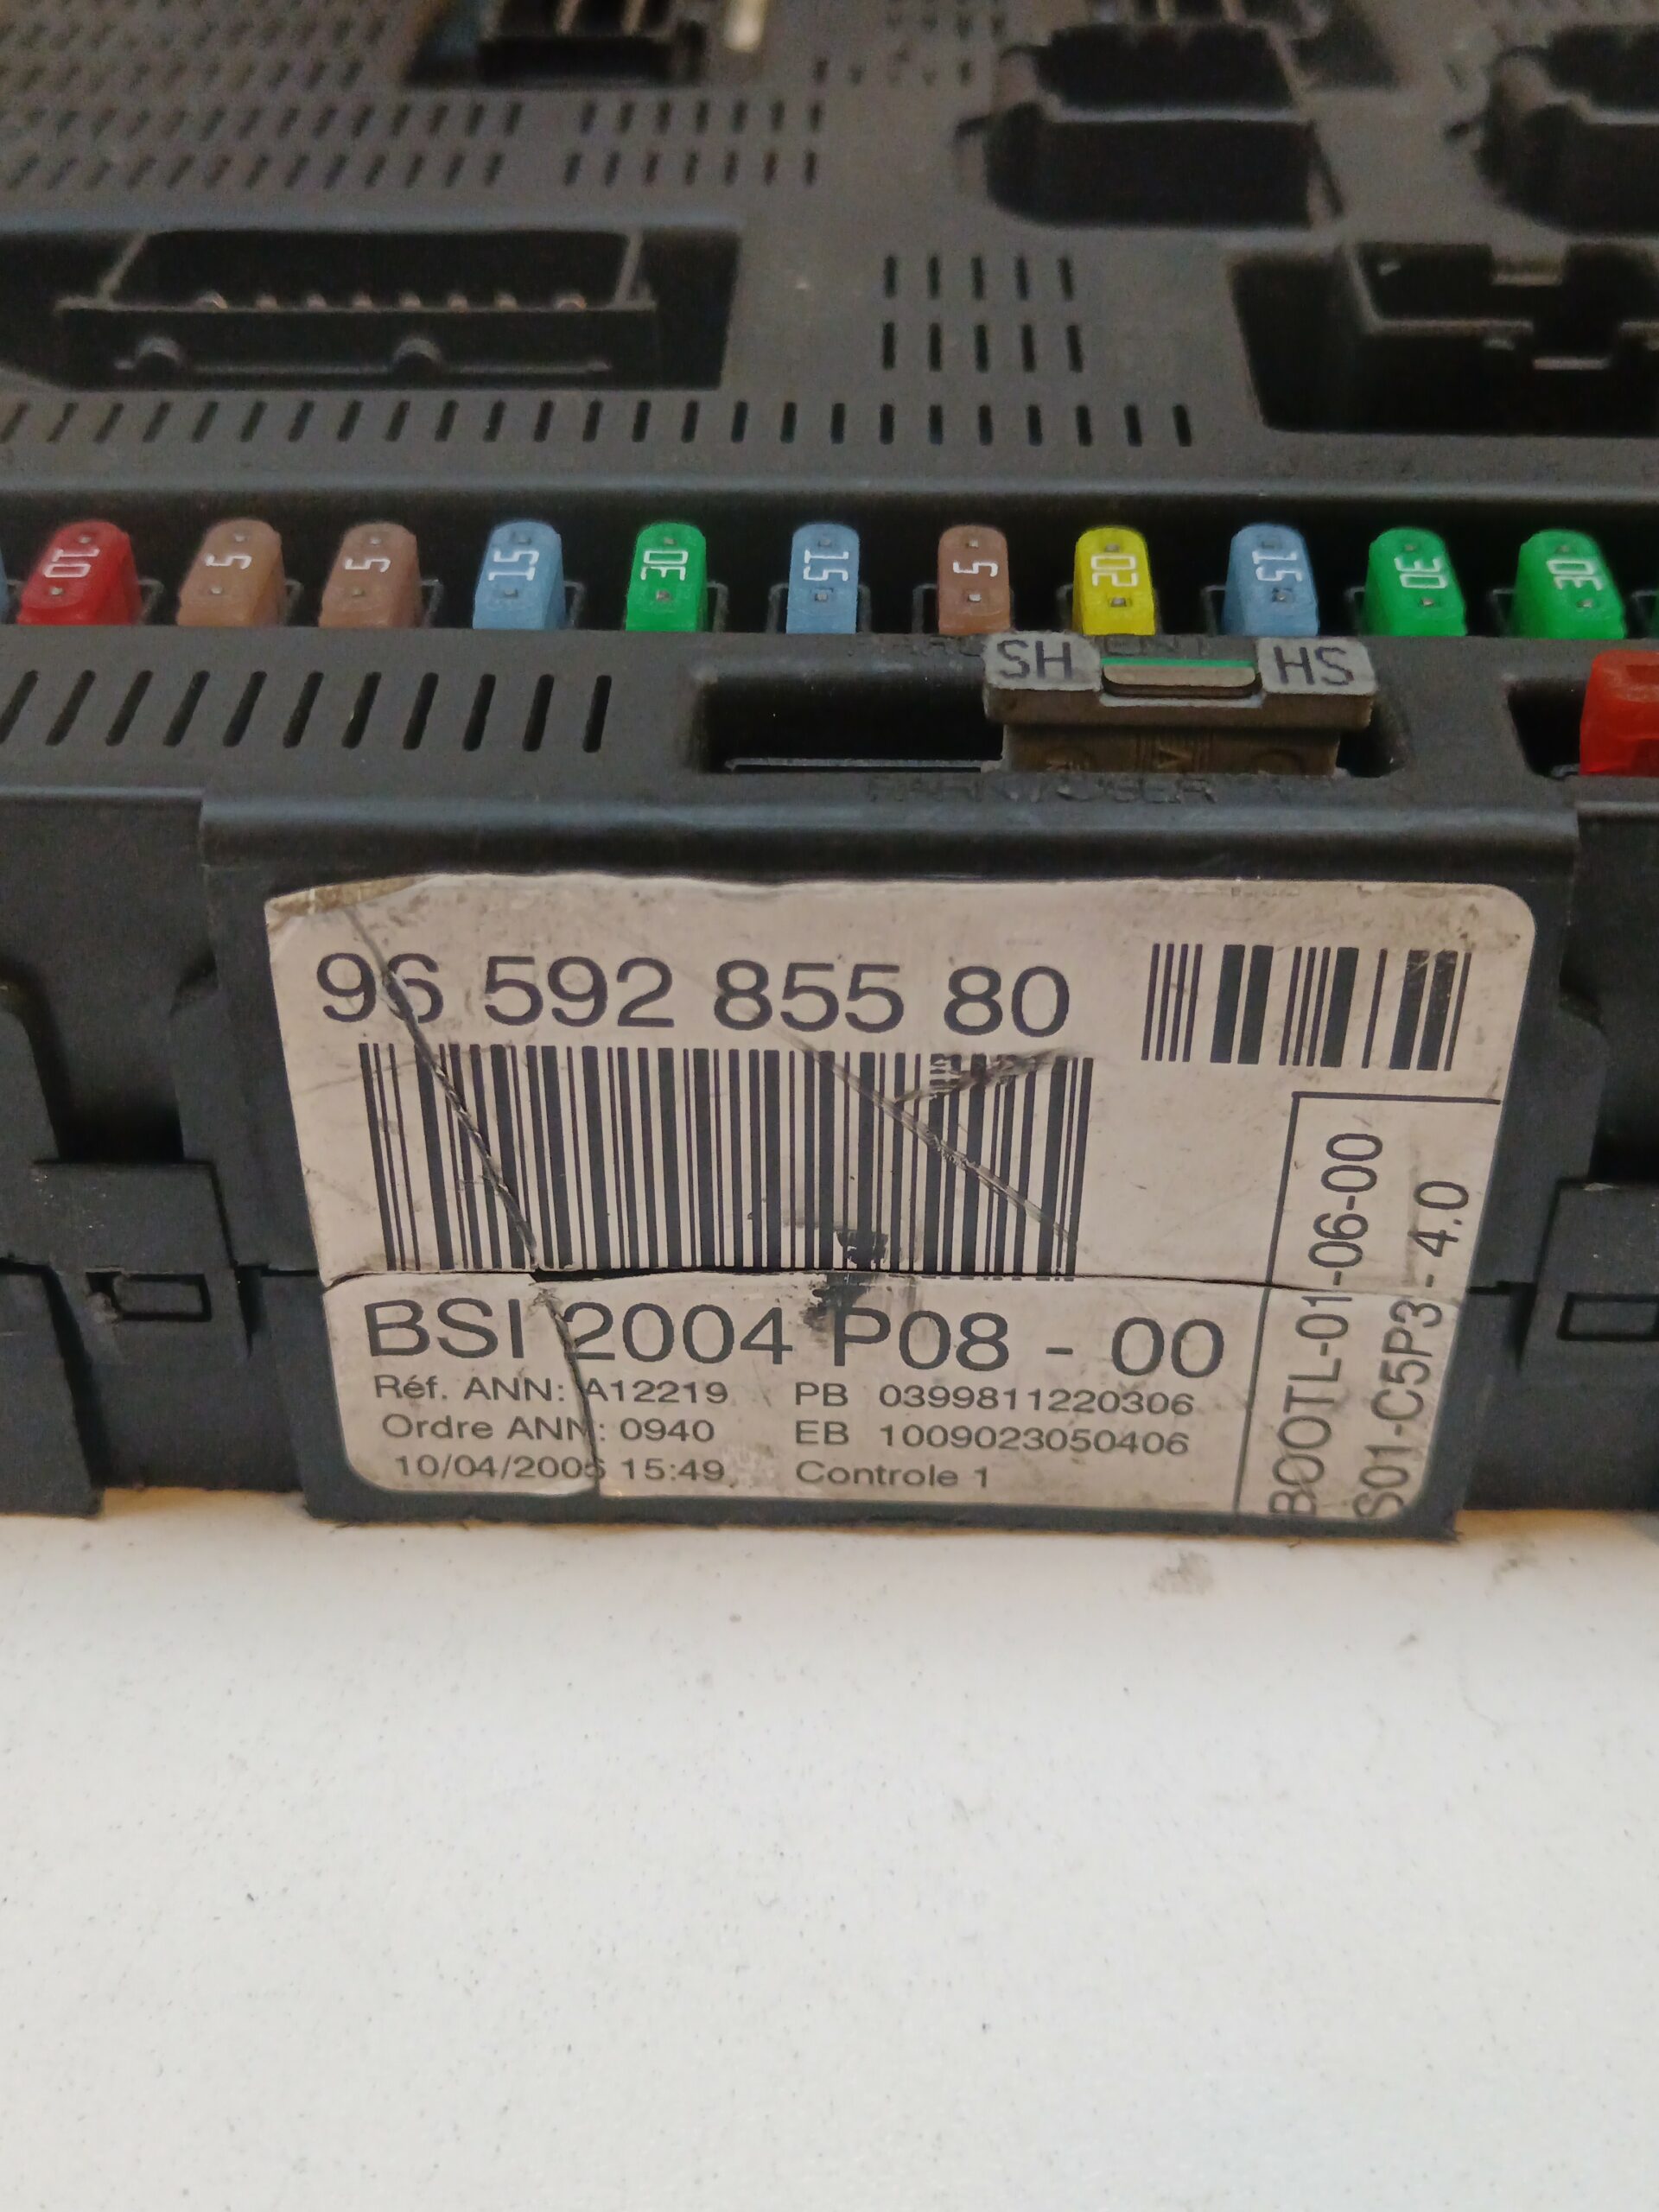 10 5 5 15 30 15 5 20 15 30 30
SH HS
96 592 855 80
BSI 2004 P08 - 00
Réf. ANN: A12219 PB 0399811220306
Ordre ANN: 0940 EB 1009023050406
10/04/2006 15:49 Controle 1
BOOTL-01-06-00
S01-C5P3 - 4.0